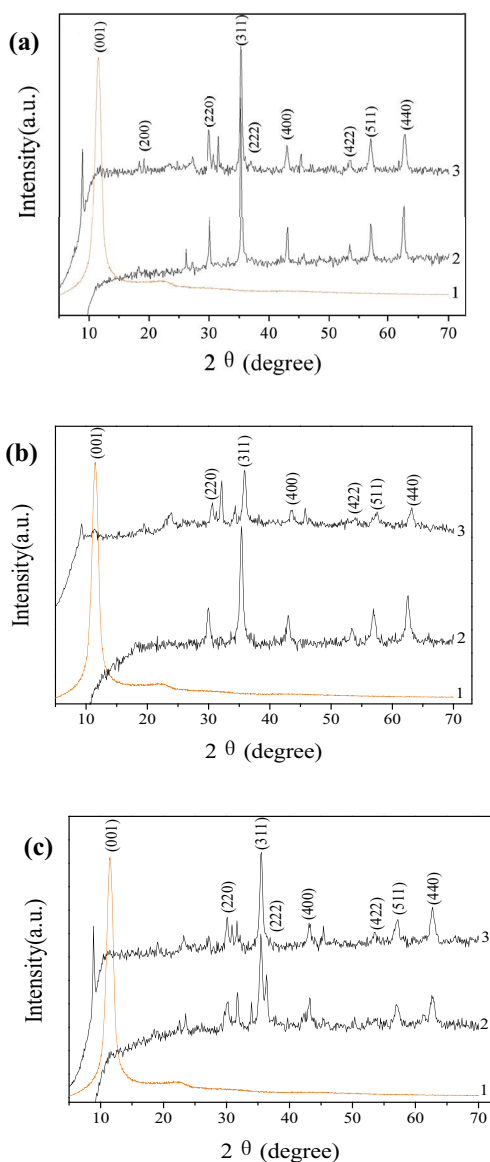 (a)
(001)
(311)
(200)
(220)
(222)
(400)
(422)
(511)
(440)
3
2
1
Intensity(a.u.)
10 20 30 40 50 60 70
2 θ (degree)
(b)
(001)
(220)
(311)
(400)
(422)
(511)
(440)
3
2
1
Intensity(a.u.)
10 20 30 40 50 60 70
2 θ (degree)
(c)
(001)
(220)
(311)
(222)
(400)
(422)
(511)
(440)
3
2
1
Intensity(a.u.)
10 20 30 40 50 60 70
2 θ (degree)